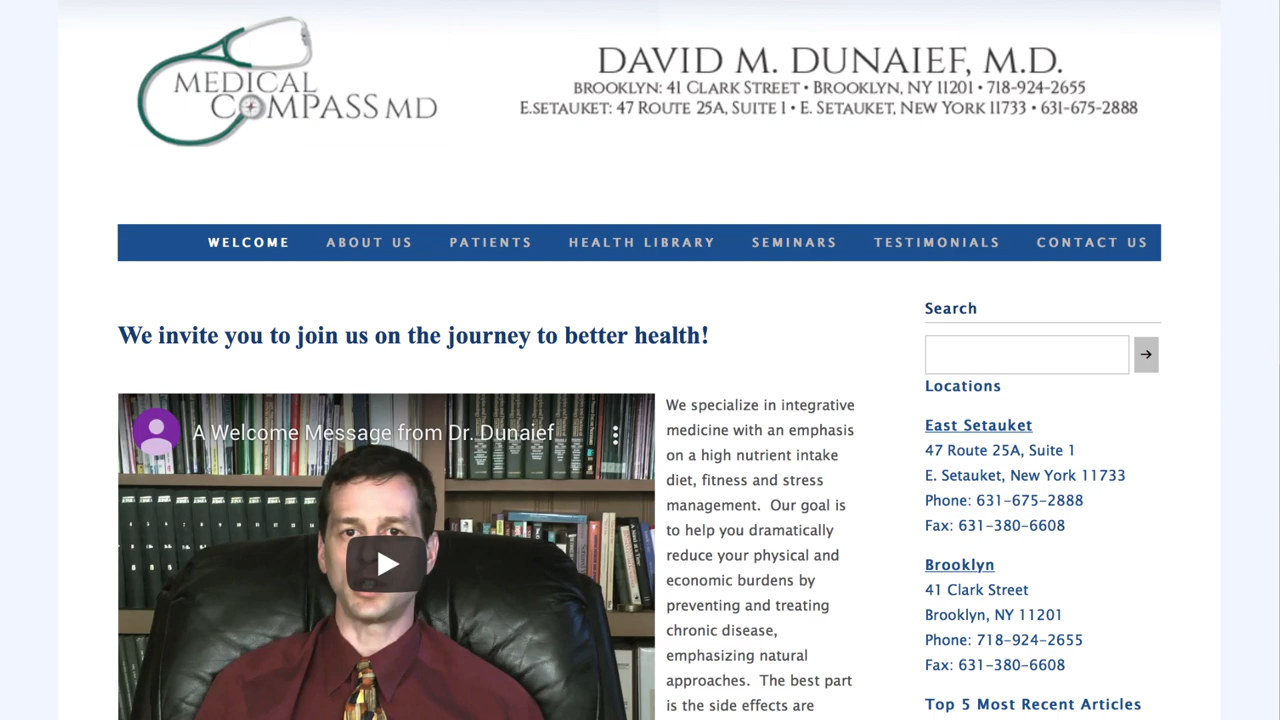 MEDICAL
COMPASS MD
DAVID M. DUNAIEF, M.D.
BROOKLYN: 41 CLARK STREET • BROOKLYN, NY 11201 • 718-924-2655
E.SETAUKET: 47 ROUTE 25A, SUITE 1 • E. SETAUKET, NEW YORK 11733 • 631-675-2888
WELCOME ABOUT US PATIENTS HEALTH LIBRARY SEMINARS TESTIMONIALS CONTACT US
We invite you to join us on the journey to better health!
A Welcome Message from Dr. Dunaief
We specialize in integrative
medicine with an emphasis
on a high nutrient intake
diet, fitness and stress
management. Our goal is
to help you dramatically
reduce your physical and
economic burdens by
preventing and treating
chronic disease,
emphasizing natural
approaches. The best part
is the side effects are
Search
→
Locations
East Setauket
47 Route 25A, Suite 1
E. Setauket, New York 11733
Phone: 631-675-2888
Fax: 631-380-6608
Brooklyn
41 Clark Street
Brooklyn, NY 11201
Phone: 718-924-2655
Fax: 631-380-6608
Top 5 Most Recent Articles